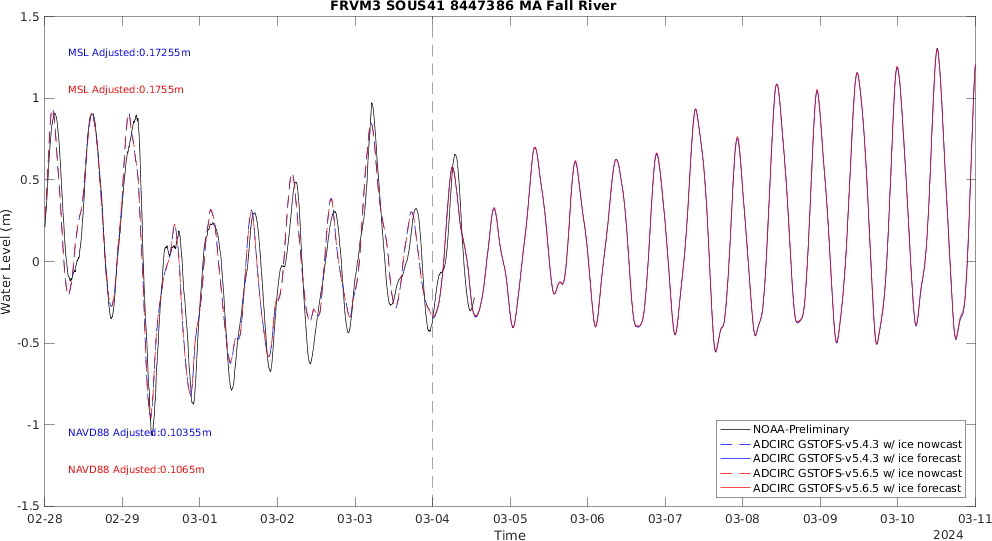 FRVM3 SOUS41 8447386 MA Fall River
1.5
1
0.5
0
-0.5
-1
-1.5
Water Level (m)
MSL Adjusted:0.17255m
MSL Adjusted:0.1755m
NAVD88 Adjusted:0.10355m
NAVD88 Adjusted:0.1065m
NOAA-Preliminary
ADCIRC GSTOFS-v5.4.3 w/ ice nowcast
ADCIRC GSTOFS-v5.4.3 w/ ice forecast
ADCIRC GSTOFS-v5.6.5 w/ ice nowcast
ADCIRC GSTOFS-v5.6.5 w/ ice forecast
02-28 02-29 03-01 03-02 03-03 03-04 03-05 03-06 03-07 03-08 03-09 03-10 03-11
Time
2024